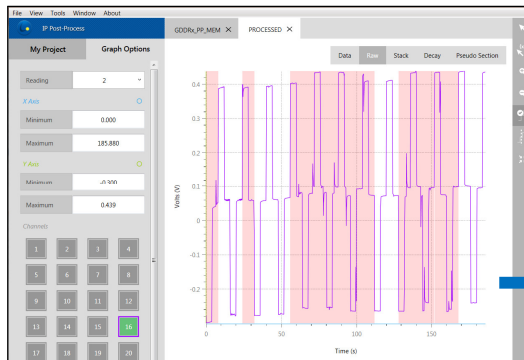 File View Tools Window About
IP Post-Process
GDDRx_PP_MEM ✕ PROCESSED ✕
My Project Graph Options
Data Raw Stack Decay Pseudo Section
Reading 2
X Axis
Minimum 0.000
Maximum 185.880
Y Axis
Minimum -0.300
Maximum 0.439
Channels
1 2 3 4
5 6 7 8
9 10 11 12
13 14 15 16
17 18 19 20
Volts (V)
0.4
0.3
0.2
0.1
0
-0.1
-0.2
0 50 100 150
Time (s)